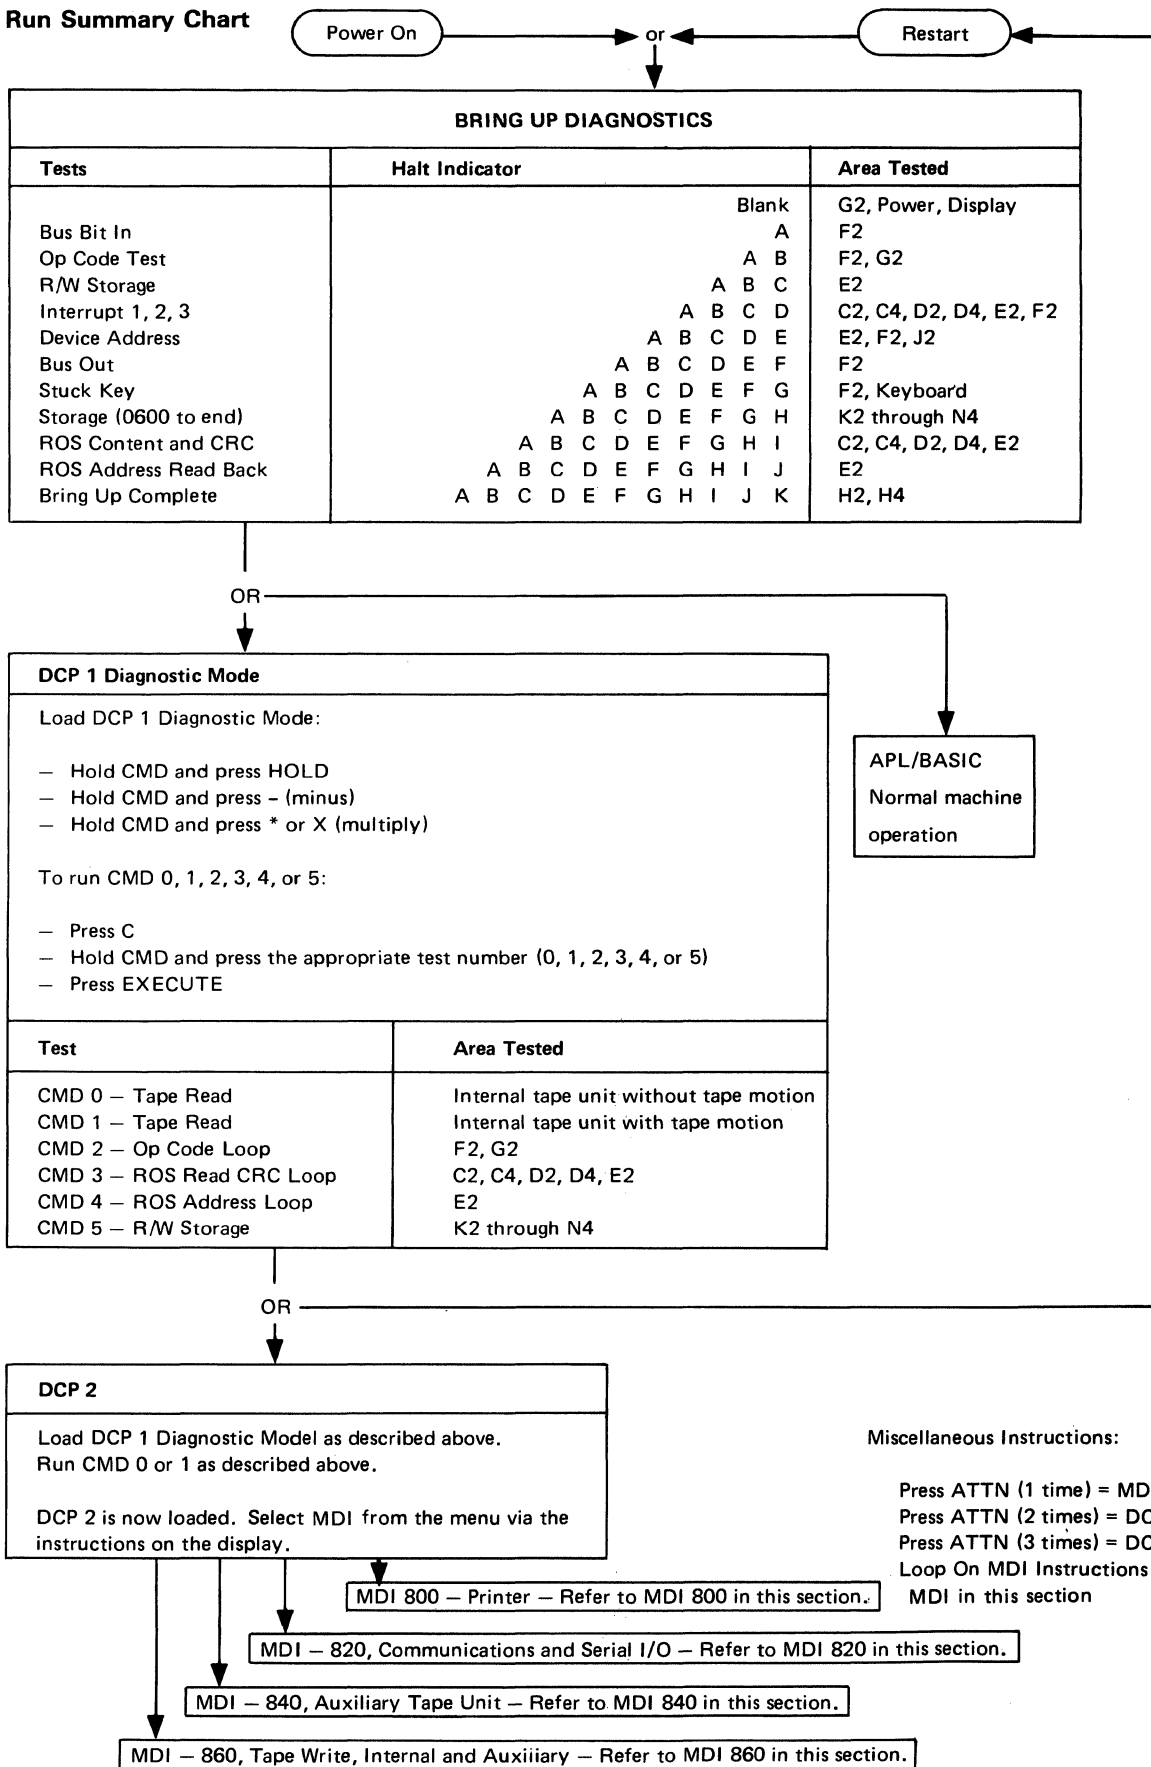 Run Summary Chart
Power On
or
Restart
BRING UP DIAGNOSTICS
Tests Halt Indicator Area Tested
Blank G2, Power, Display
Bus Bit In A F2
Op Code Test A B F2, G2
R/W Storage A B C E2
Interrupt 1, 2, 3 A B C D C2, C4, D2, D4, E2, F2
Device Address A B C D E E2, F2, J2
Bus Out A B C D E F F2
Stuck Key A B C D E F G F2, Keyboard
Storage (0600 to end) A B C D E F G H K2 through N4
ROS Content and CRC A B C D E F G H I C2, C4, D2, D4, E2
ROS Address Read Back A B C D E F G H I J E2
Bring Up Complete A B C D E F G H I J K H2, H4
OR
DCP 1 Diagnostic Mode
Load DCP 1 Diagnostic Mode:
— Hold CMD and press HOLD
— Hold CMD and press – (minus)
— Hold CMD and press * or X (multiply)
To run CMD 0, 1, 2, 3, 4, or 5:
— Press C
— Hold CMD and press the appropriate test number (0, 1, 2, 3, 4, or 5)
— Press EXECUTE
APL/BASIC
Normal machine
operation
Test Area Tested
CMD 0 — Tape Read Internal tape unit without tape motion
CMD 1 — Tape Read Internal tape unit with tape motion
CMD 2 — Op Code Loop F2, G2
CMD 3 — ROS Read CRC Loop C2, C4, D2, D4, E2
CMD 4 — ROS Address Loop E2
CMD 5 — R/W Storage K2 through N4
OR
DCP 2
Load DCP 1 Diagnostic Model as described above.
Run CMD 0 or 1 as described above.
DCP 2 is now loaded. Select MDI from the menu via the
instructions on the display.
Miscellaneous Instructions:
Press ATTN (1 time) = MD
Press ATTN (2 times) = DC
Press ATTN (3 times) = DC
Loop On MDI Instructions
MDI in this section
MDI 800 — Printer — Refer to MDI 800 in this section.
MDI — 820, Communications and Serial I/O — Refer to MDI 820 in this section.
MDI — 840, Auxiliary Tape Unit — Refer to MDI 840 in this section.
MDI — 860, Tape Write, Internal and Auxiliary — Refer to MDI 860 in this section.